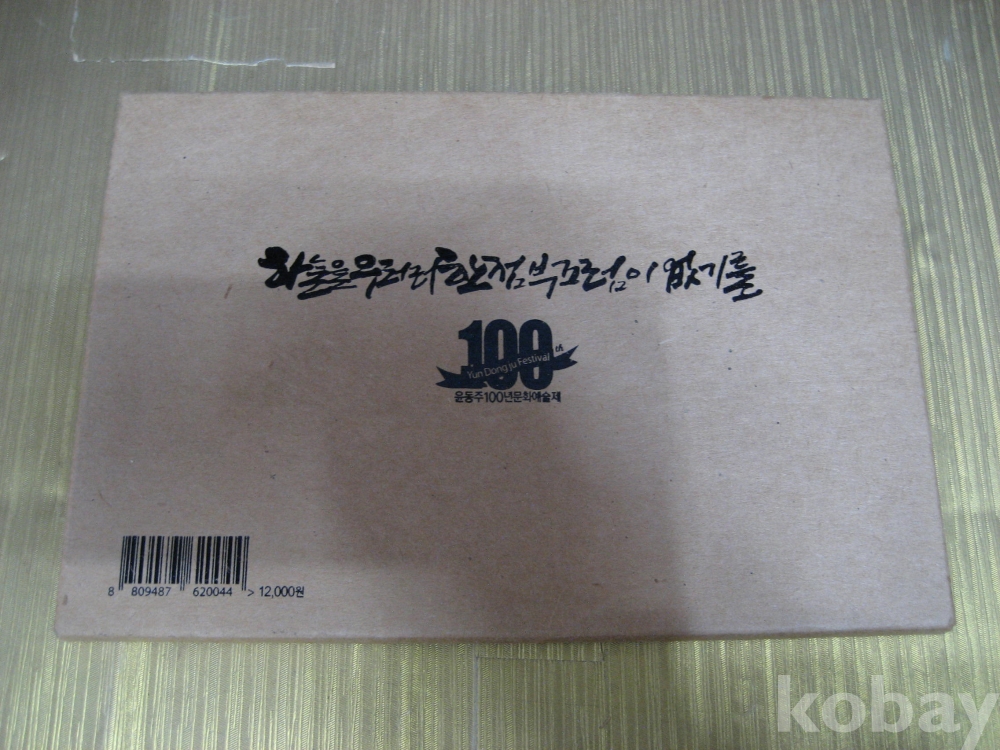 하늘을 우러러 한점 부끄럼이 없기를
100th
Yun Dong ju Festival
윤동주100년문화예술제
8 809487 620044 > 12,000원
kobay